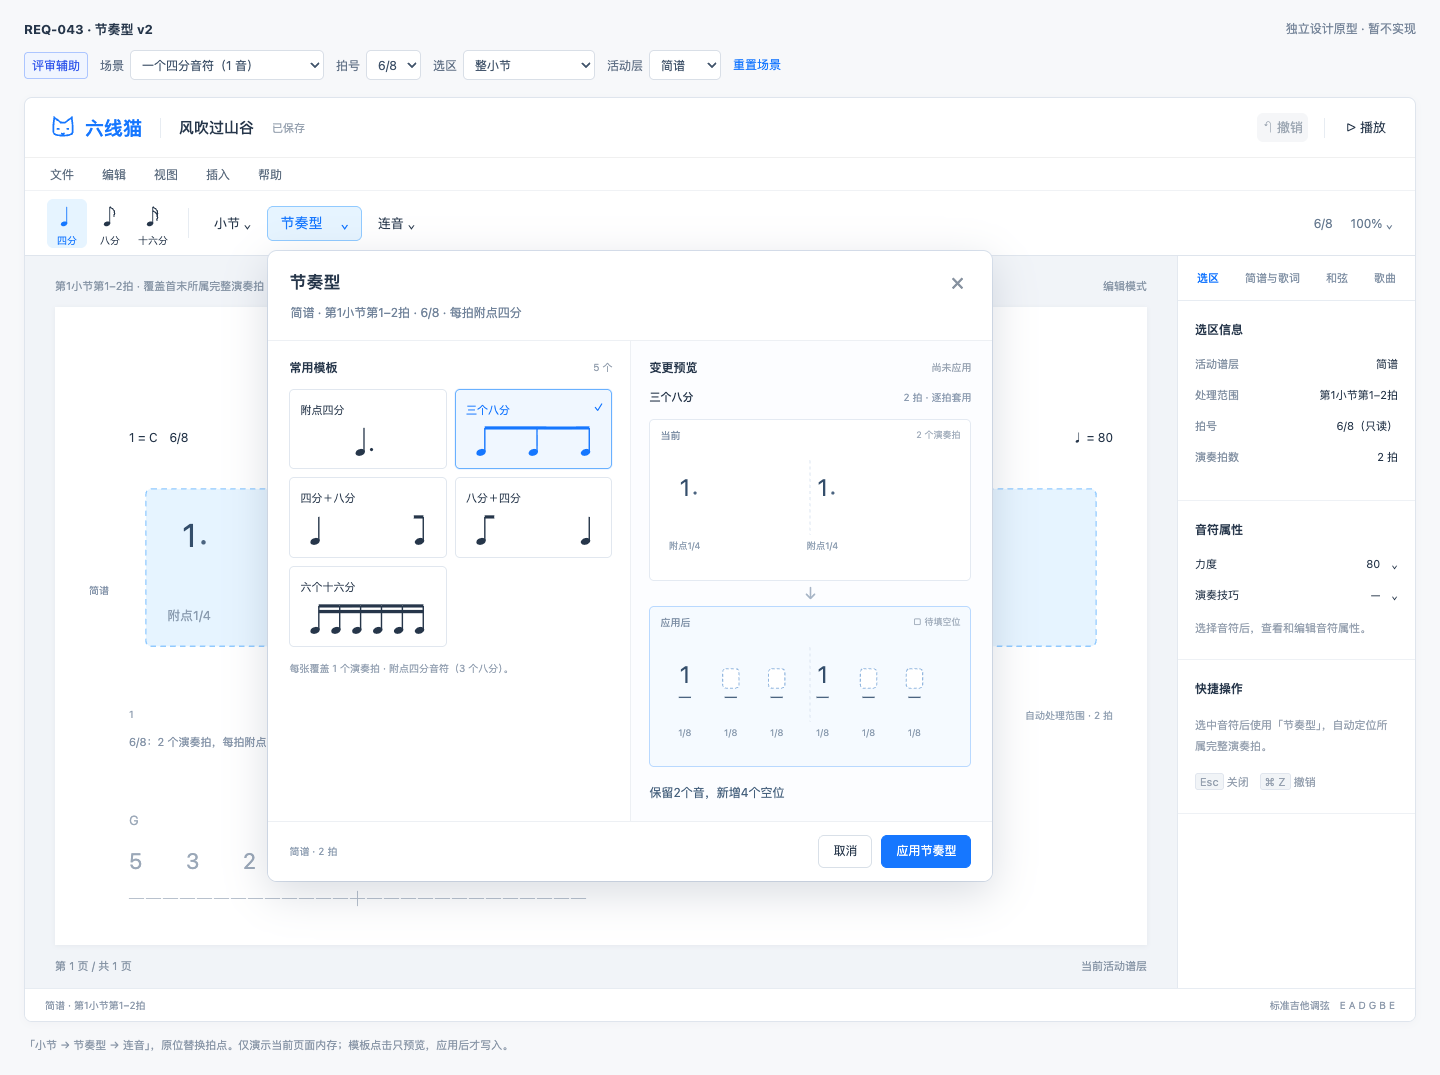 REQ-043 · 节奏型 v2
独立设计原型 · 暂不实现
评审辅助 场景 一个四分音符（1 音） 拍号 6/8 选区 整小节 活动层 简谱 重置场景
六线猫 风吹过山谷 已保存
撤销 播放
文件 编辑 视图 插入 帮助
四分 八分 十六分
小节 节奏型 连音
6/8 100%
第1小节第1–2拍 · 覆盖首末所属完整演奏拍
编辑模式
1 = C 6/8
♩ = 80
简谱
1.
附点1/4
1
自动处理范围 · 2 拍
6/8：2 个演奏拍，每拍附点
G
5 3 2
第 1 页 / 共 1 页
当前活动谱层
节奏型
简谱 · 第1小节第1–2拍 · 6/8 · 每拍附点四分
常用模板 5 个
附点四分
三个八分
四分＋八分
八分＋四分
六个十六分
每张覆盖 1 个演奏拍 · 附点四分音符（3 个八分）。
变更预览 尚未应用
三个八分 2 拍 · 逐拍套用
当前 2 个演奏拍
1. 1.
附点1/4 附点1/4
应用后 待填空位
1 1
1/8 1/8 1/8 1/8 1/8 1/8
保留2个音，新增4个空位
简谱 · 2 拍
取消 应用节奏型
选区 简谱与歌词 和弦 歌曲
选区信息
活动谱层 简谱
处理范围 第1小节第1–2拍
拍号 6/8（只读）
演奏拍数 2 拍
音符属性
力度 80
演奏技巧 —
选择音符后，查看和编辑音符属性。
快捷操作
选中音符后使用「节奏型」，自动定位所
属完整演奏拍。
Esc 关闭 ⌘ Z 撤销
简谱 · 第1小节第1–2拍
标准吉他调弦 E A D G B E
「小节 → 节奏型 → 连音」，原位替换拍点。仅演示当前页面内存；模板点击只预览，应用后才写入。